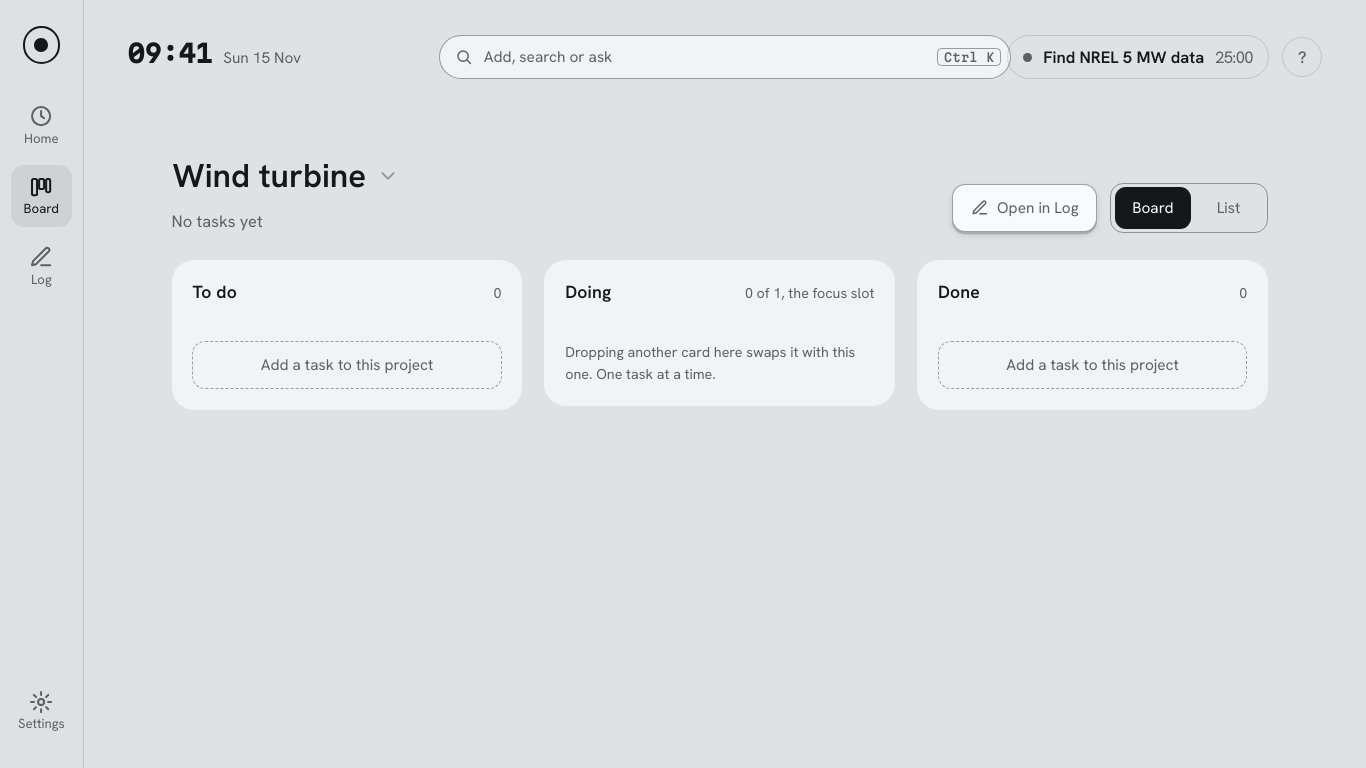 09:41 Sun 15 Nov
Add, search or ask Ctrl K
Find NREL 5 MW data 25:00
?
Home
Board
Log
Settings
Wind turbine
No tasks yet
Open in Log
Board List
To do 0
Add a task to this project
Doing 0 of 1, the focus slot
Dropping another card here swaps it with this
one. One task at a time.
Done 0
Add a task to this project